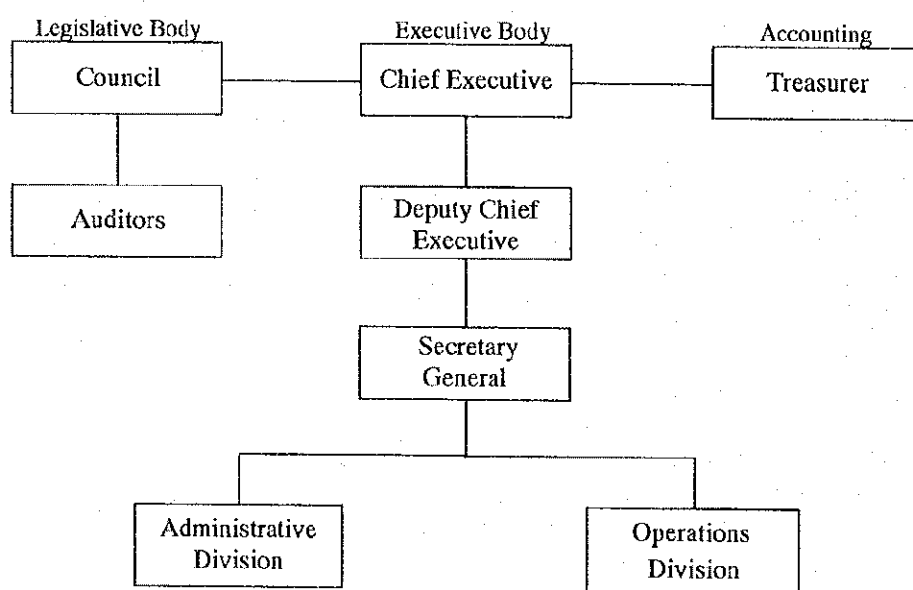 Legislative Body
Executive Body
Accounting
Council
Chief Executive
Treasurer
Auditors
Deputy Chief
Executive
Secretary
General
Administrative
Division
Operations
Division